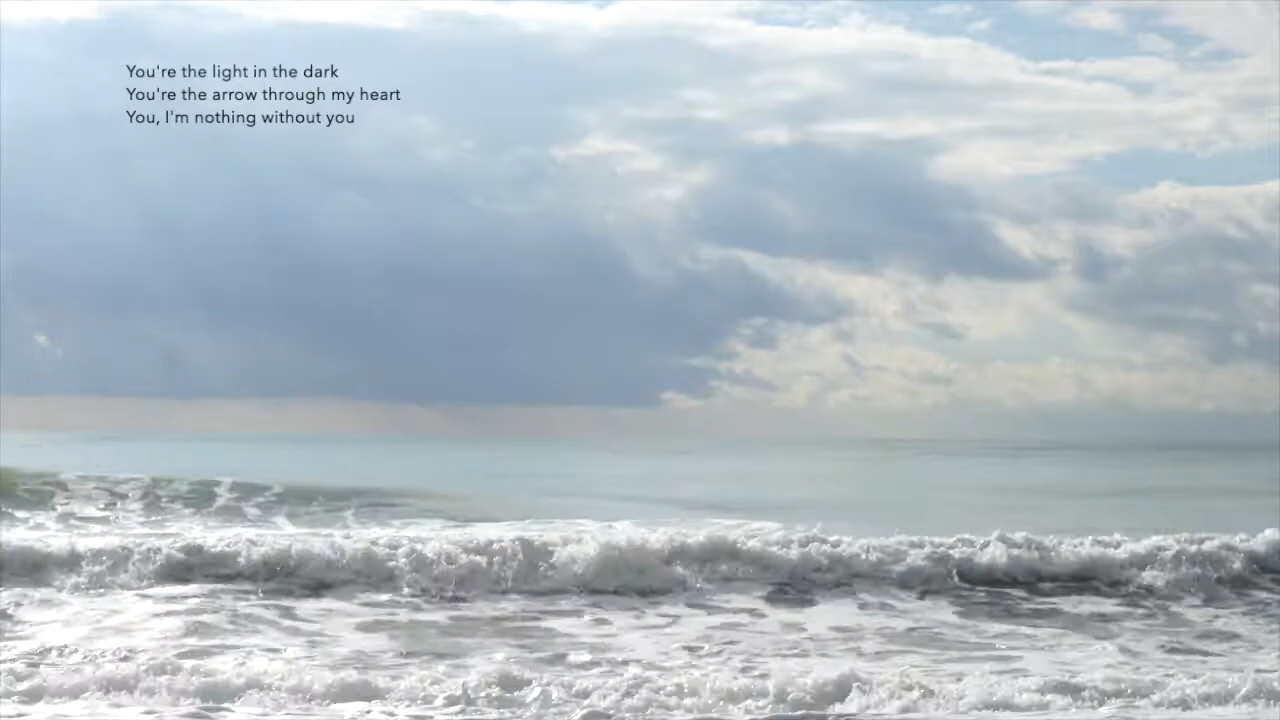 You're the light in the dark
You're the arrow through my heart
You, I'm nothing without you